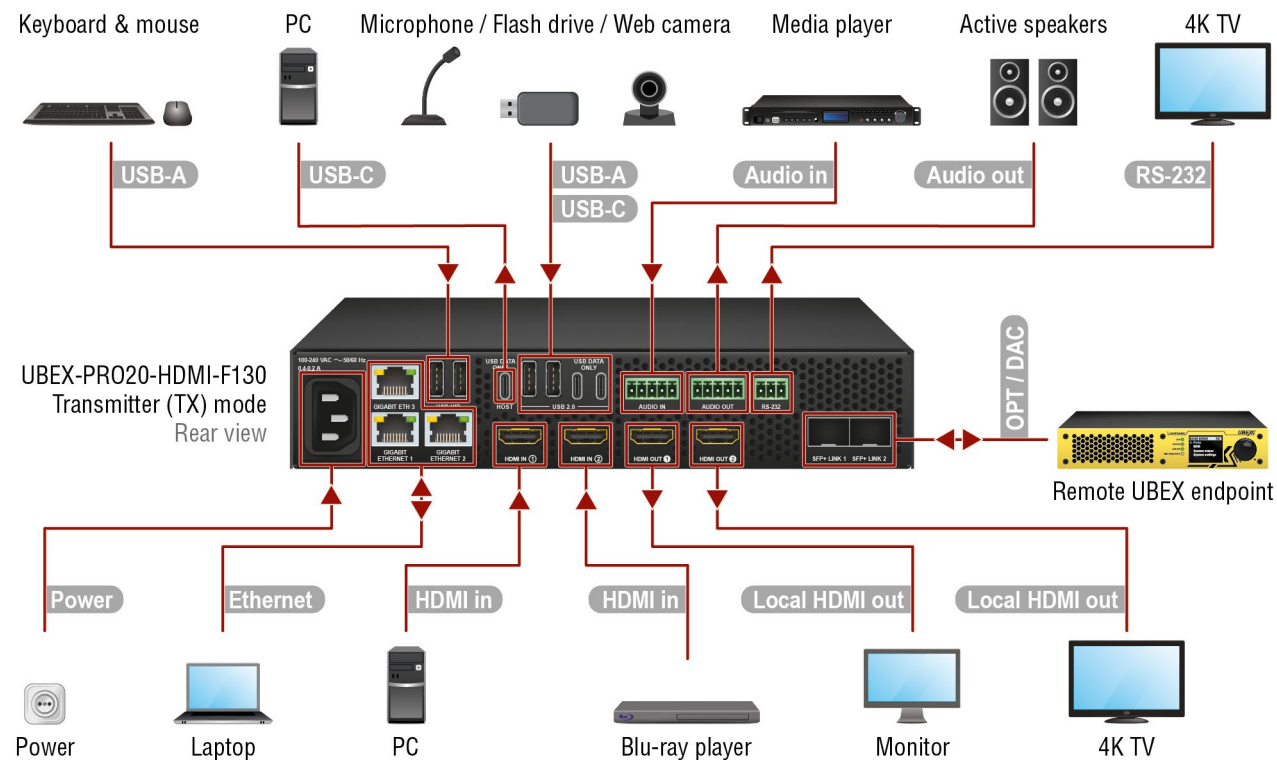 Keyboard & mouse
PC
Microphone / Flash drive / Web camera
Media player
Active speakers
4K TV
USB-A
USB-C
USB-A
USB-C
Audio in
Audio out
RS-232
UBEX-PRO20-HDMI-F130
Transmitter (TX) mode
Rear view
100-240 VAC ~ 50/60 Hz
0.4-0.2 A
GIGABIT ETH 3
USB DATA
ONLY
HOST
USB DATA
ONLY
USB 2.0
AUDIO IN
AUDIO OUT
RS-232
GIGABIT
ETHERNET 1
GIGABIT
ETHERNET 2
HDMI IN 1
HDMI IN 2
HDMI OUT 1
HDMI OUT 2
SFP+ LINK 1
SFP+ LINK 2
OPT / DAC
UBEX
Remote UBEX endpoint
Power
Ethernet
HDMI in
HDMI in
Local HDMI out
Local HDMI out
Power
Laptop
PC
Blu-ray player
Monitor
4K TV